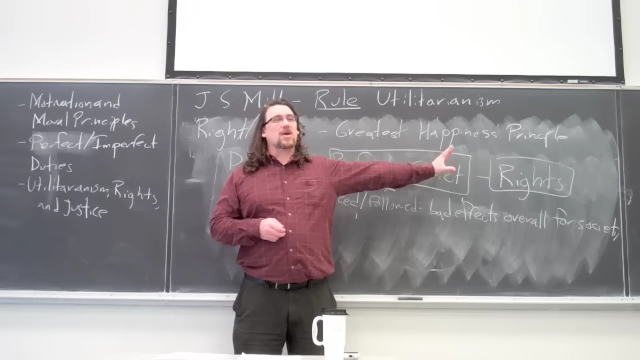 - Motivation and
Moral Principles
- Perfect/Imperfect
Duties
- Utilitarianism, Rights,
and Justice
J S Mill - Rule Utilitarianism
"Right/ - Greatest Happiness Principle
- Rights
/followed - bad effects overall for society